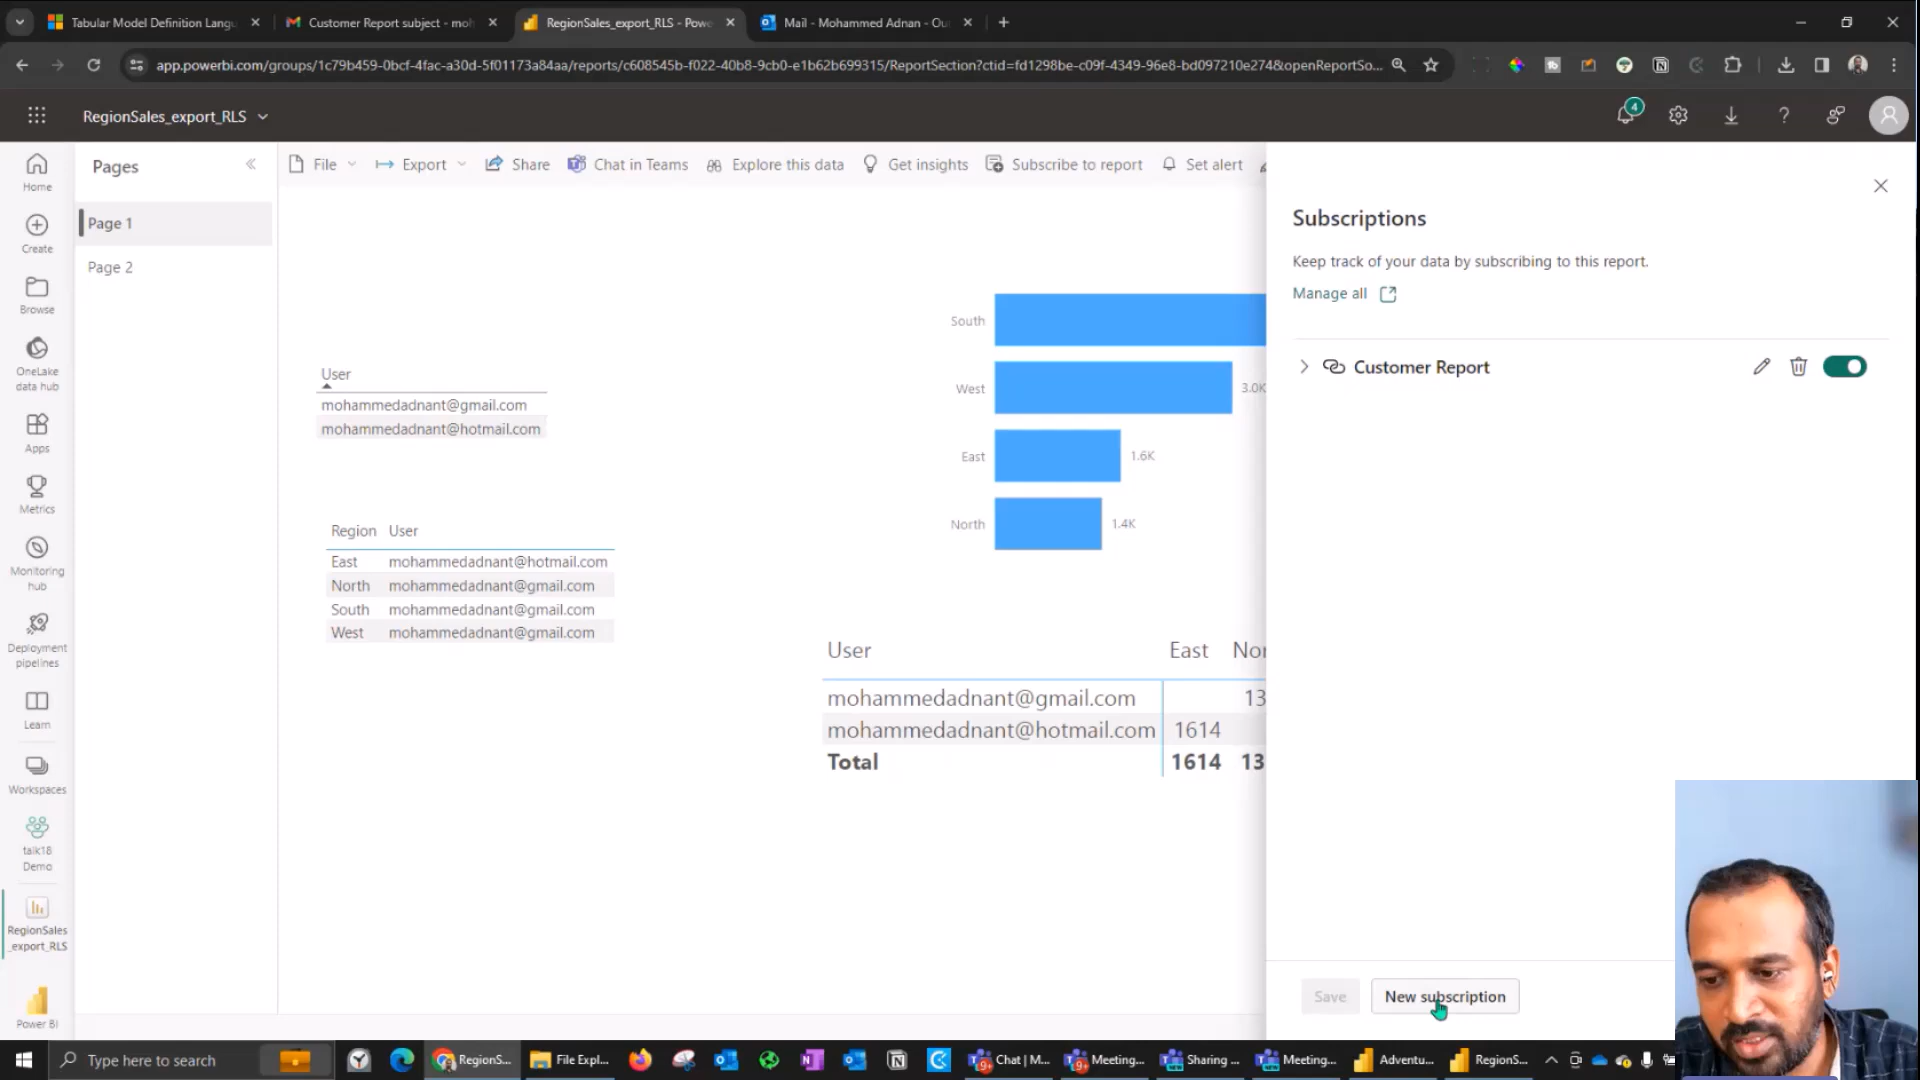 Tabular Model Definition Langu
Customer Report subject - moh
RegionSales_export_RLS - Powe
Mail - Mohammed Adnan - Ou
app.powerbi.com/groups/1c79b459-0bcf-4fac-a30d-5f01173a84aa/reports/c608545b-f022-40b8-9cb0-e1b62b699315/ReportSection?ctid=fd1298be-c09f-4349-96e8-bd097210e274&openReportSo...
RegionSales_export_RLS
4
Home
Create
Browse
OneLake
data hub
Apps
Metrics
Monitoring
hub
Deployment
pipelines
Learn
Workspaces
taik18
Demo
RegionSales
_export_RLS
Power BI
Pages
Page 1
Page 2
File
Export
Share
Chat in Teams
Explore this data
Get insights
Subscribe to report
Set alert
User
mohammedadnant@gmail.com
mohammedadnant@hotmail.com
Region User
East mohammedadnant@hotmail.com
North mohammedadnant@gmail.com
South mohammedadnant@gmail.com
West mohammedadnant@gmail.com
South
West 3.0K
East 1.6K
North 1.4K
User East Nor
mohammedadnant@gmail.com 13
mohammedadnant@hotmail.com 1614
Total 1614 13
Subscriptions
Keep track of your data by subscribing to this report.
Manage all
Customer Report
Save
New subscription
Type here to search
RegionS...
File Expl...
Chat | M...
Meeting...
Sharing ...
Meeting...
Adventu...
RegionS...